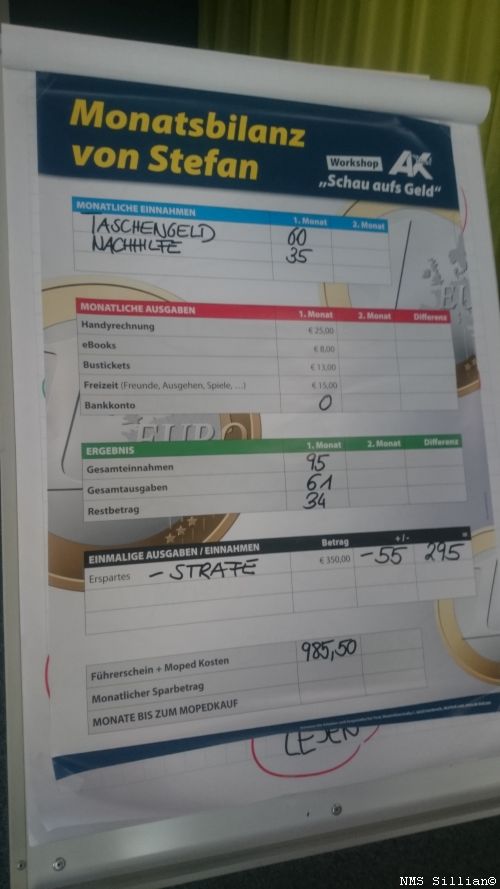 Monatsbilanz
von Stefan
Workshop AK
„Schau aufs Geld“
MONATLICHE EINNAHMEN 1. Monat 2. Monat
TASCHENGELD 60
NACHHILFE 35
MONATLICHE AUSGABEN 1. Monat 2. Monat Differenz
Handyrechnung € 25,00
eBooks € 8,00
Bustickets € 13,00
Freizeit (Freunde, Ausgehen, Spiele, ...) € 15,00
Bankkonto 0
EURO
ERGEBNIS 1. Monat 2. Monat Differenz
Gesamteinnahmen 95
Gesamtausgaben 61
Restbetrag 34
EINMALIGE AUSGABEN / EINNAHMEN Betrag + / - =
Erspartes - STRAFE € 350,00 -55 295
Führerschein + Moped Kosten 985,50
Monatlicher Sparbetrag
MONATE BIS ZUM MOPEDKAUF
LESEN
NMS Sillian©